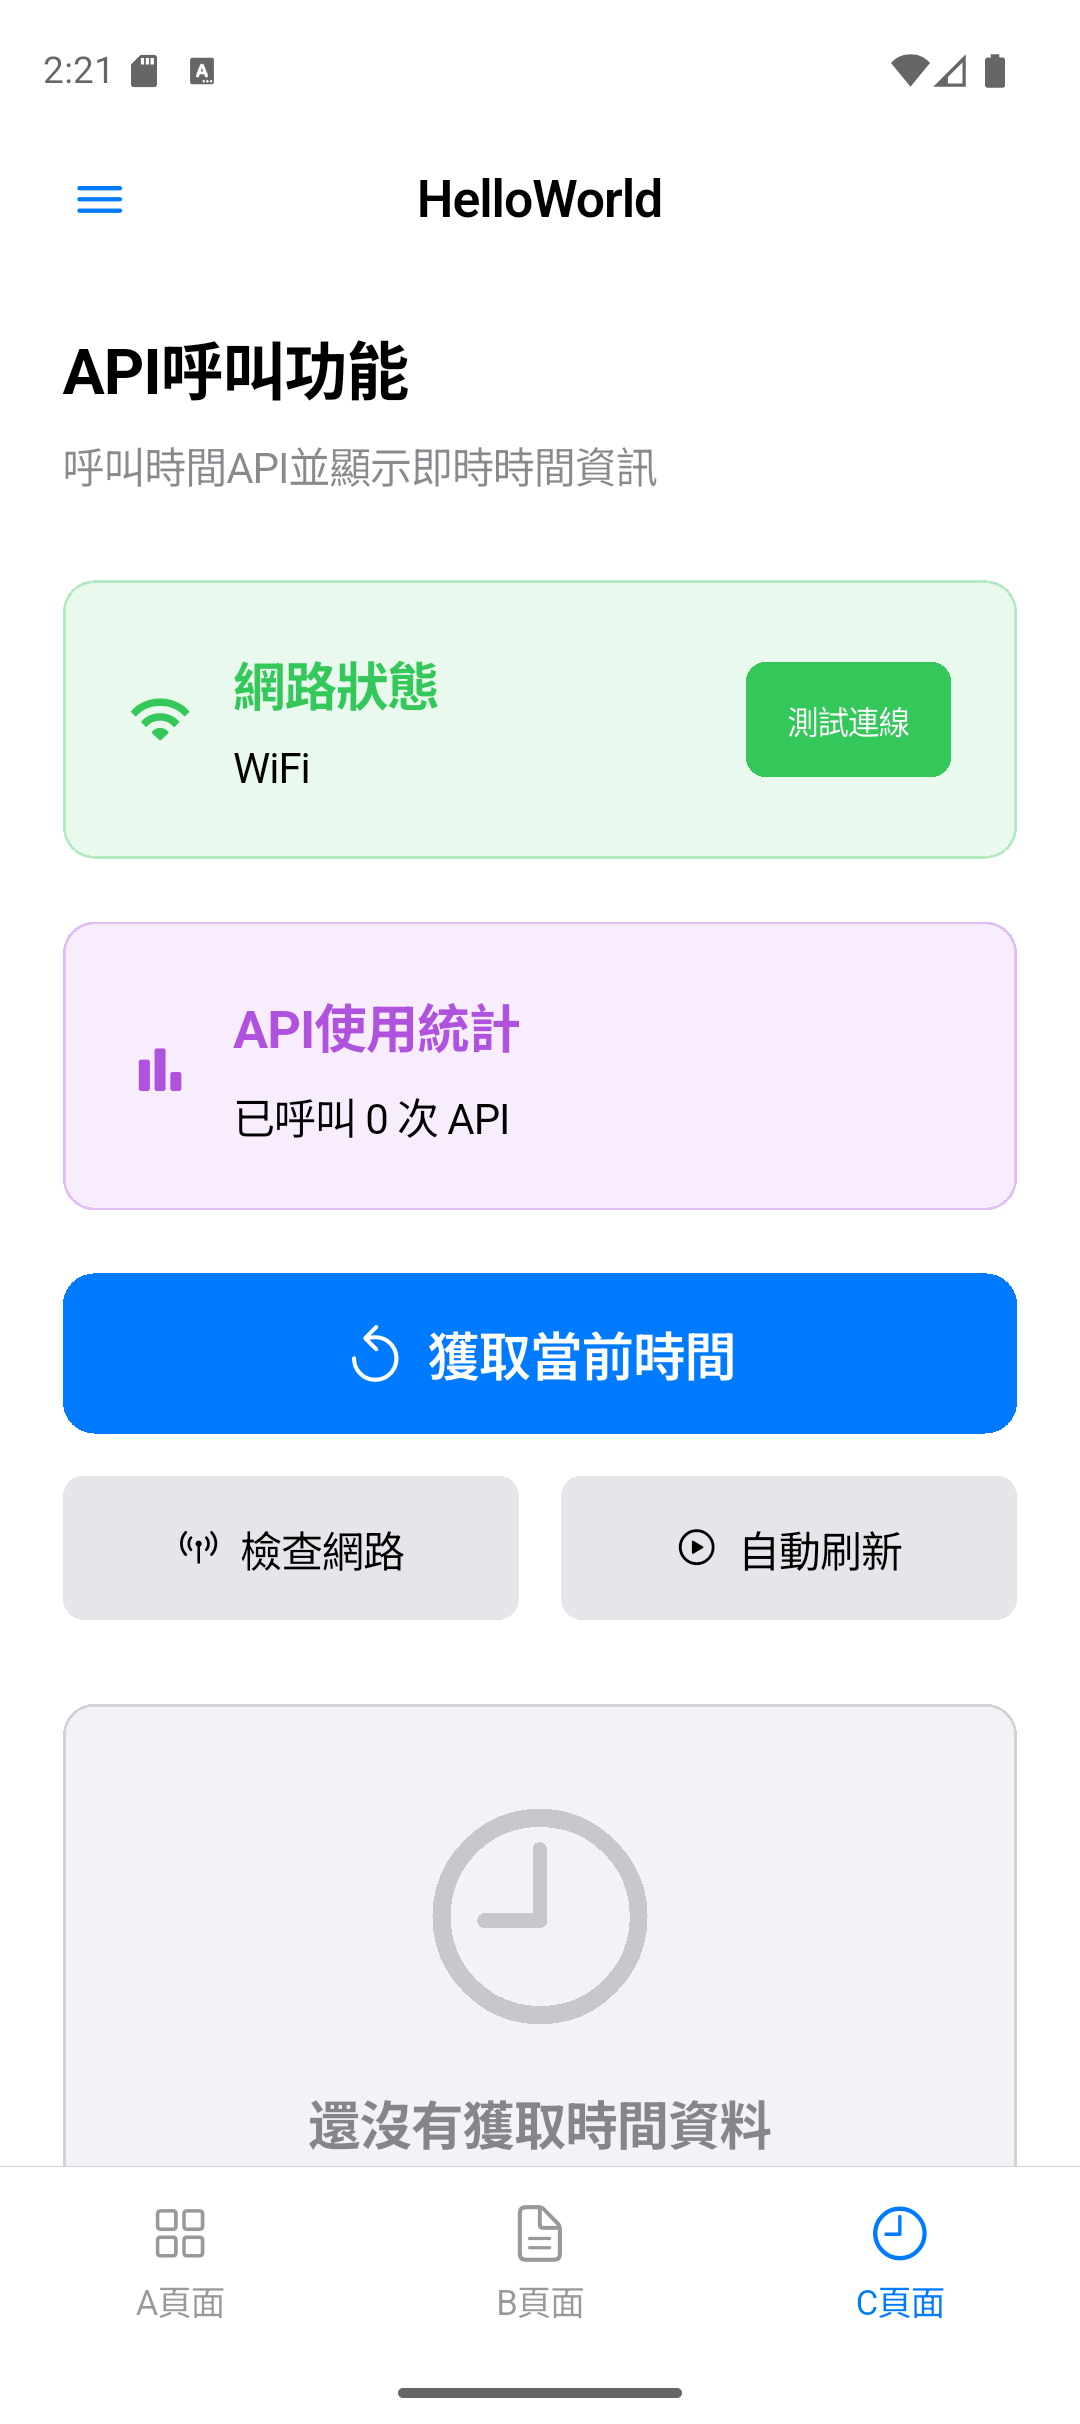 2:21
HelloWorld
API呼叫功能
呼叫時間API並顯示即時時間資訊
網路狀態
WiFi
測試連線
API使用統計
已呼叫 0 次 API
獲取當前時間
檢查網路
自動刷新
還沒有獲取時間資料
A頁面
B頁面
C頁面